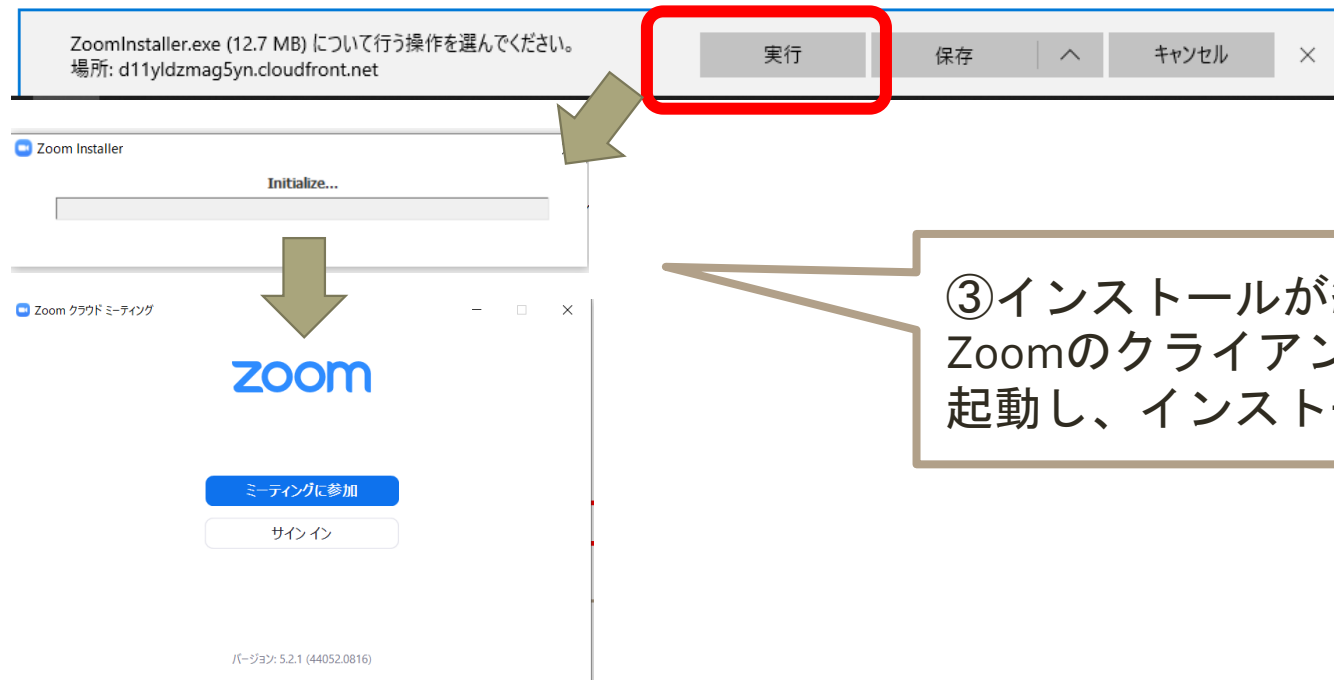 ZoomInstaller.exe (12.7 MB) について行う操作を選んでください。
場所: d11yldzmag5yn.cloudfront.net
実行
保存
キャンセル
Zoom Installer
Initialize...
Zoom クラウド ミーティング
zoom
ミーティングに参加
サイン イン
バージョン: 5.2.1 (44052.0816)
③インストールが
Zoomのクライアン
起動し、インスト